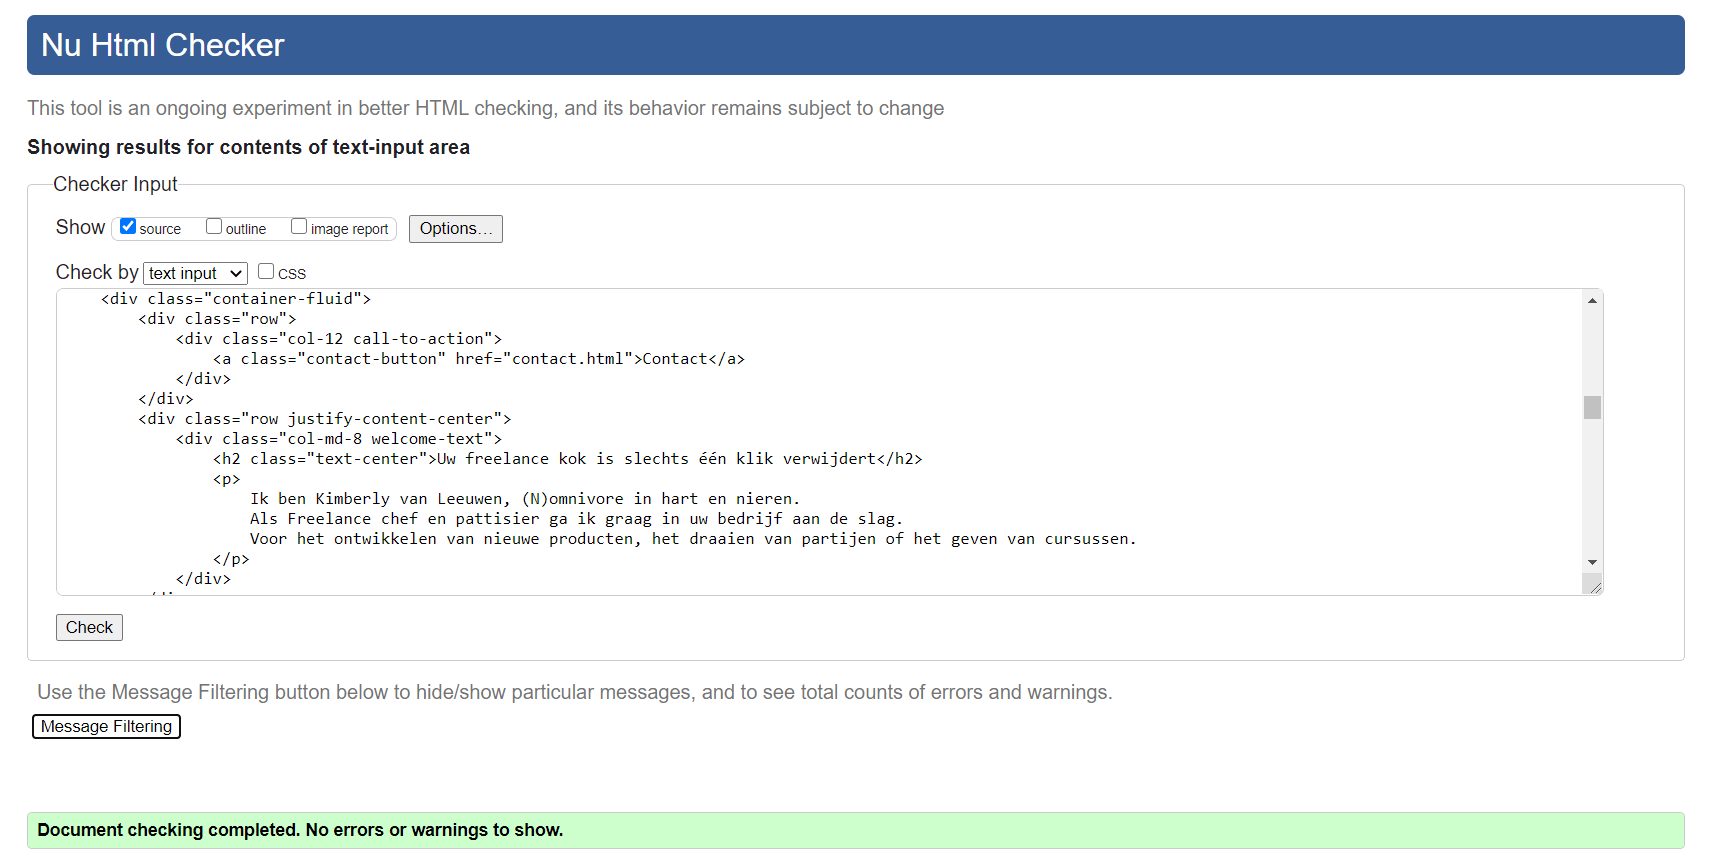 Nu Html Checker
This tool is an ongoing experiment in better HTML checking, and its behavior remains subject to change
Showing results for contents of text-input area
Checker Input
Show source outline image report Options...
Check by text input CSS
<div class="container-fluid">
<div class="row">
<div class="col-12 call-to-action">
<a class="contact-button" href="contact.html">Contact</a>
</div>
</div>
<div class="row justify-content-center">
<div class="col-md-8 welcome-text">
<h2 class="text-center">Uw freelance kok is slechts één klik verwijdert</h2>
<p>
Ik ben Kimberly van Leeuwen, (N)omnivore in hart en nieren.
Als Freelance chef en pattisier ga ik graag in uw bedrijf aan de slag.
Voor het ontwikkelen van nieuwe producten, het draaien van partijen of het geven van cursussen.
</p>
</div>
Check
Use the Message Filtering button below to hide/show particular messages, and to see total counts of errors and warnings.
Message Filtering
Document checking completed. No errors or warnings to show.